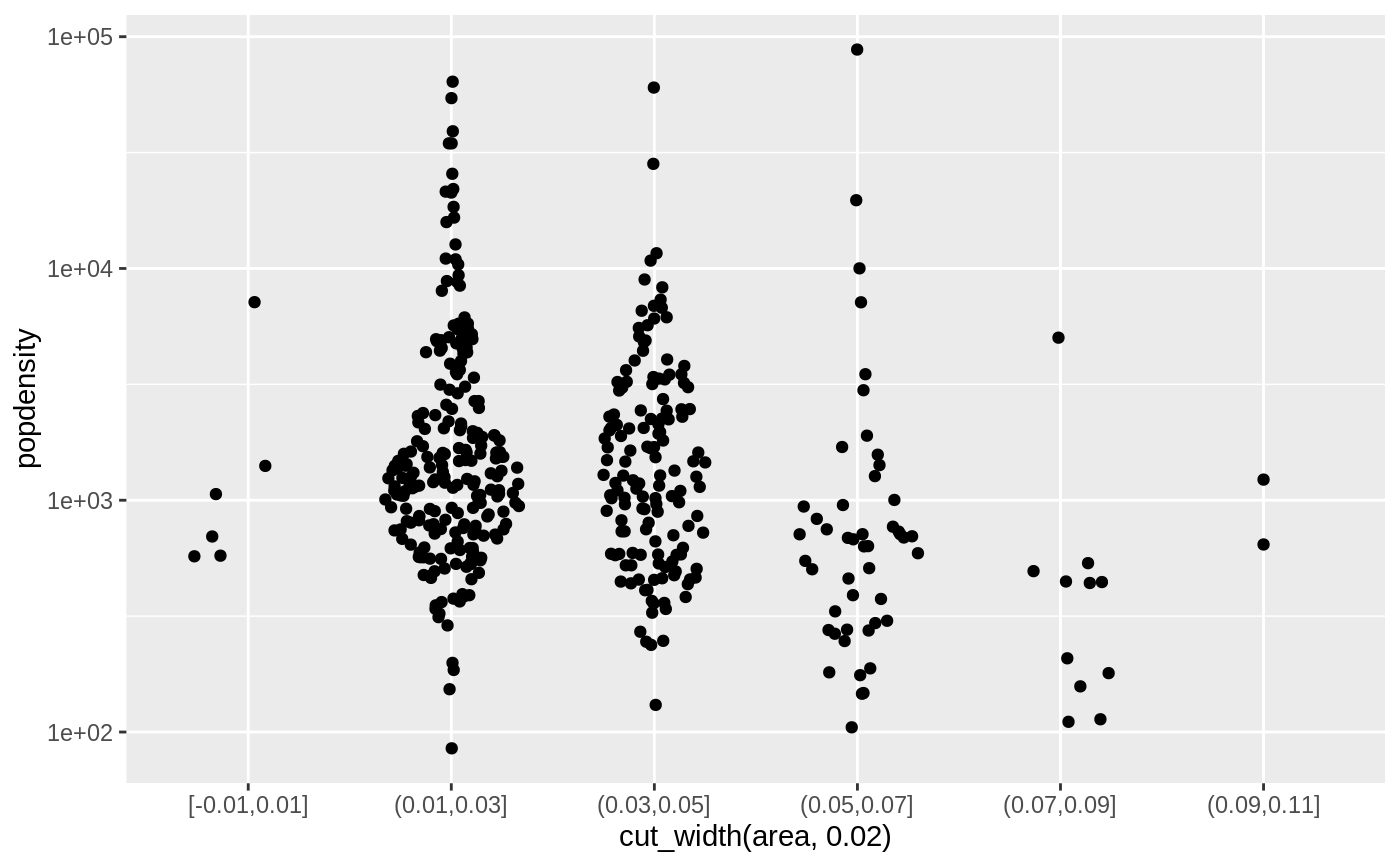 1e+05
1e+04
1e+03
1e+02
popdensity
[-0.01,0.01]
(0.01,0.03]
(0.03,0.05]
(0.05,0.07]
(0.07,0.09]
(0.09,0.11]
cut_width(area, 0.02)